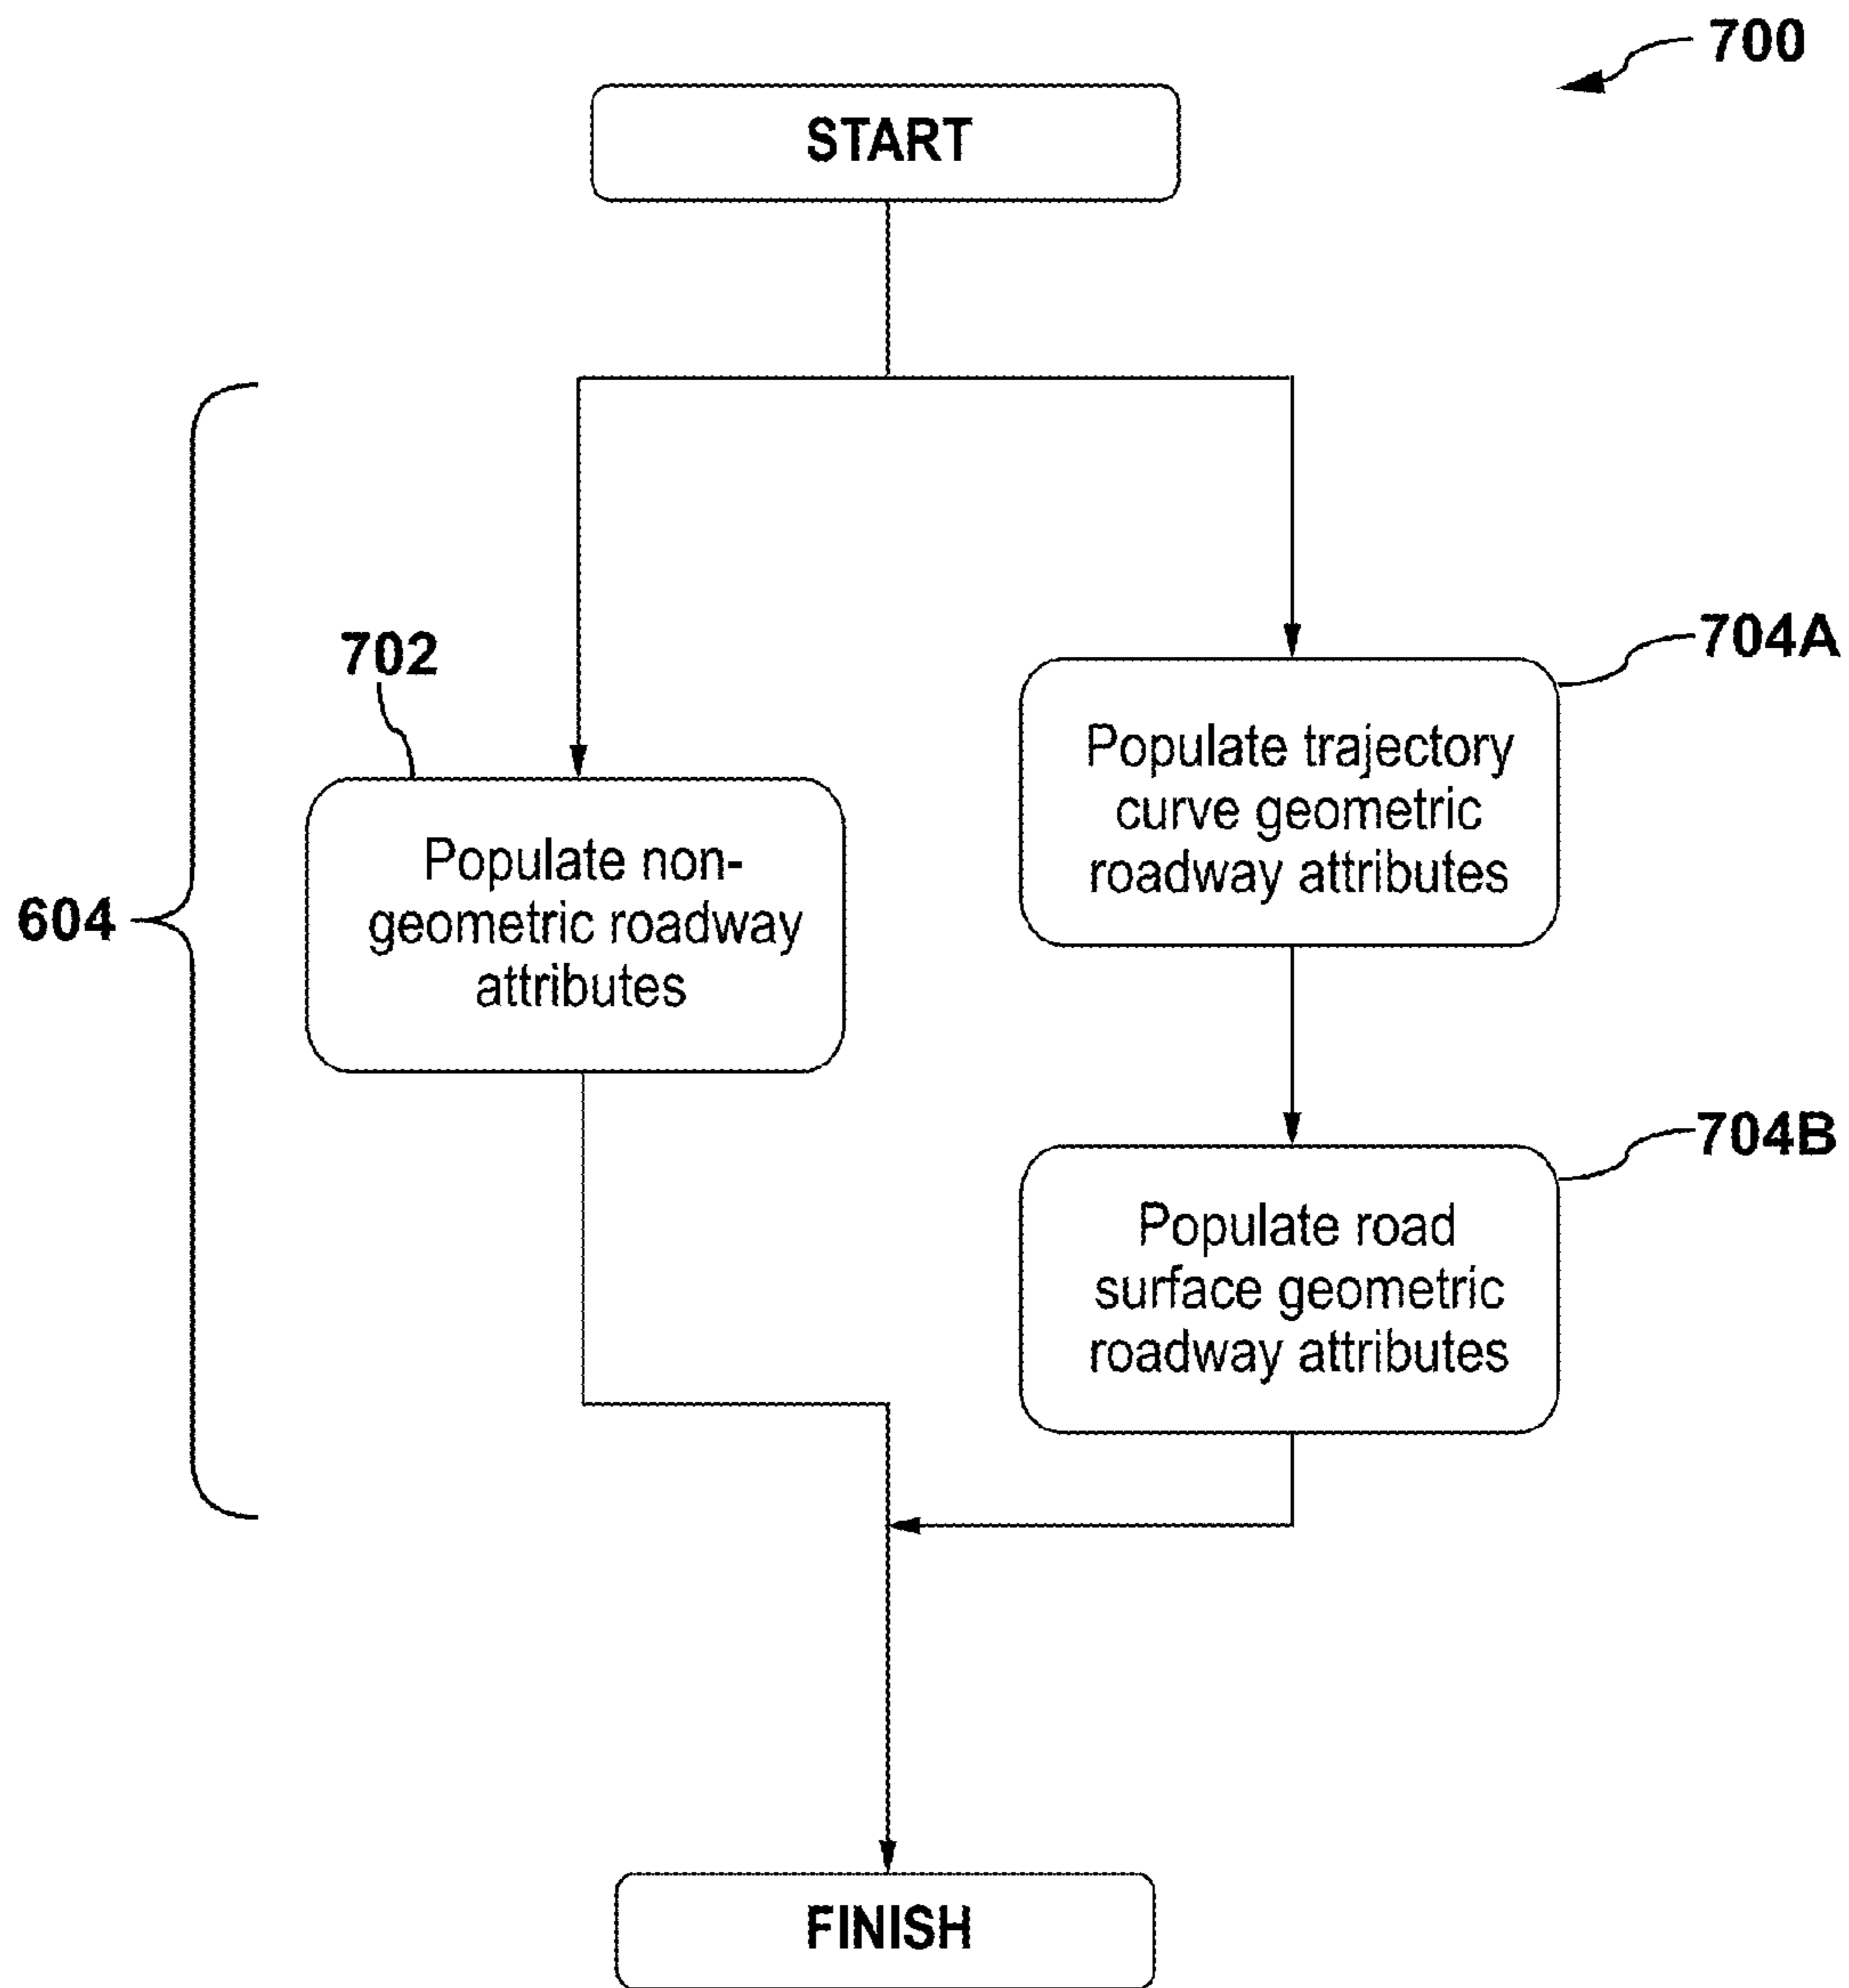 700
START
702
704A
Populate trajectory
curve geometric
roadway attributes
Populate non-
geometric roadway
attributes
604
704B
Populate road
surface geometric
roadway attributes
FINISH